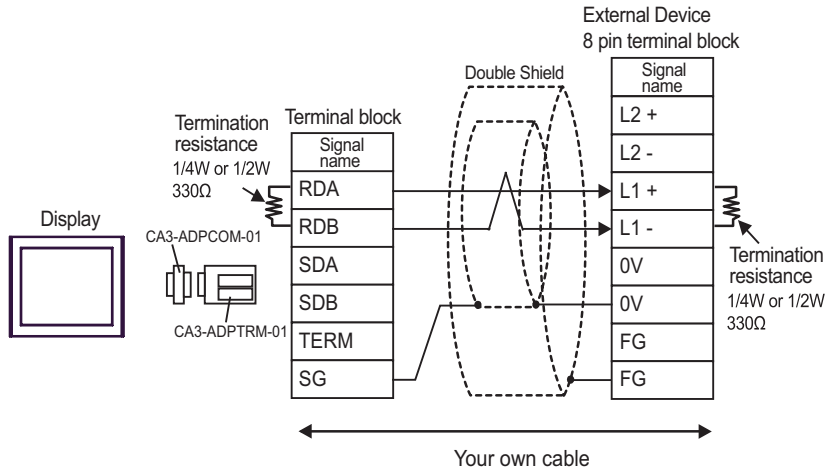 External Device
8 pin terminal block
Double Shield
Signal
name
L2 +
L2 -
L1 +
L1 -
0V
0V
FG
FG
Termination
resistance
1/4W or 1/2W
330Ω
Terminal block
Signal
name
RDA
RDB
SDA
SDB
TERM
SG
Termination
resistance
1/4W or 1/2W
330Ω
Display
CA3-ADPCOM-01
CA3-ADPTRM-01
Your own cable